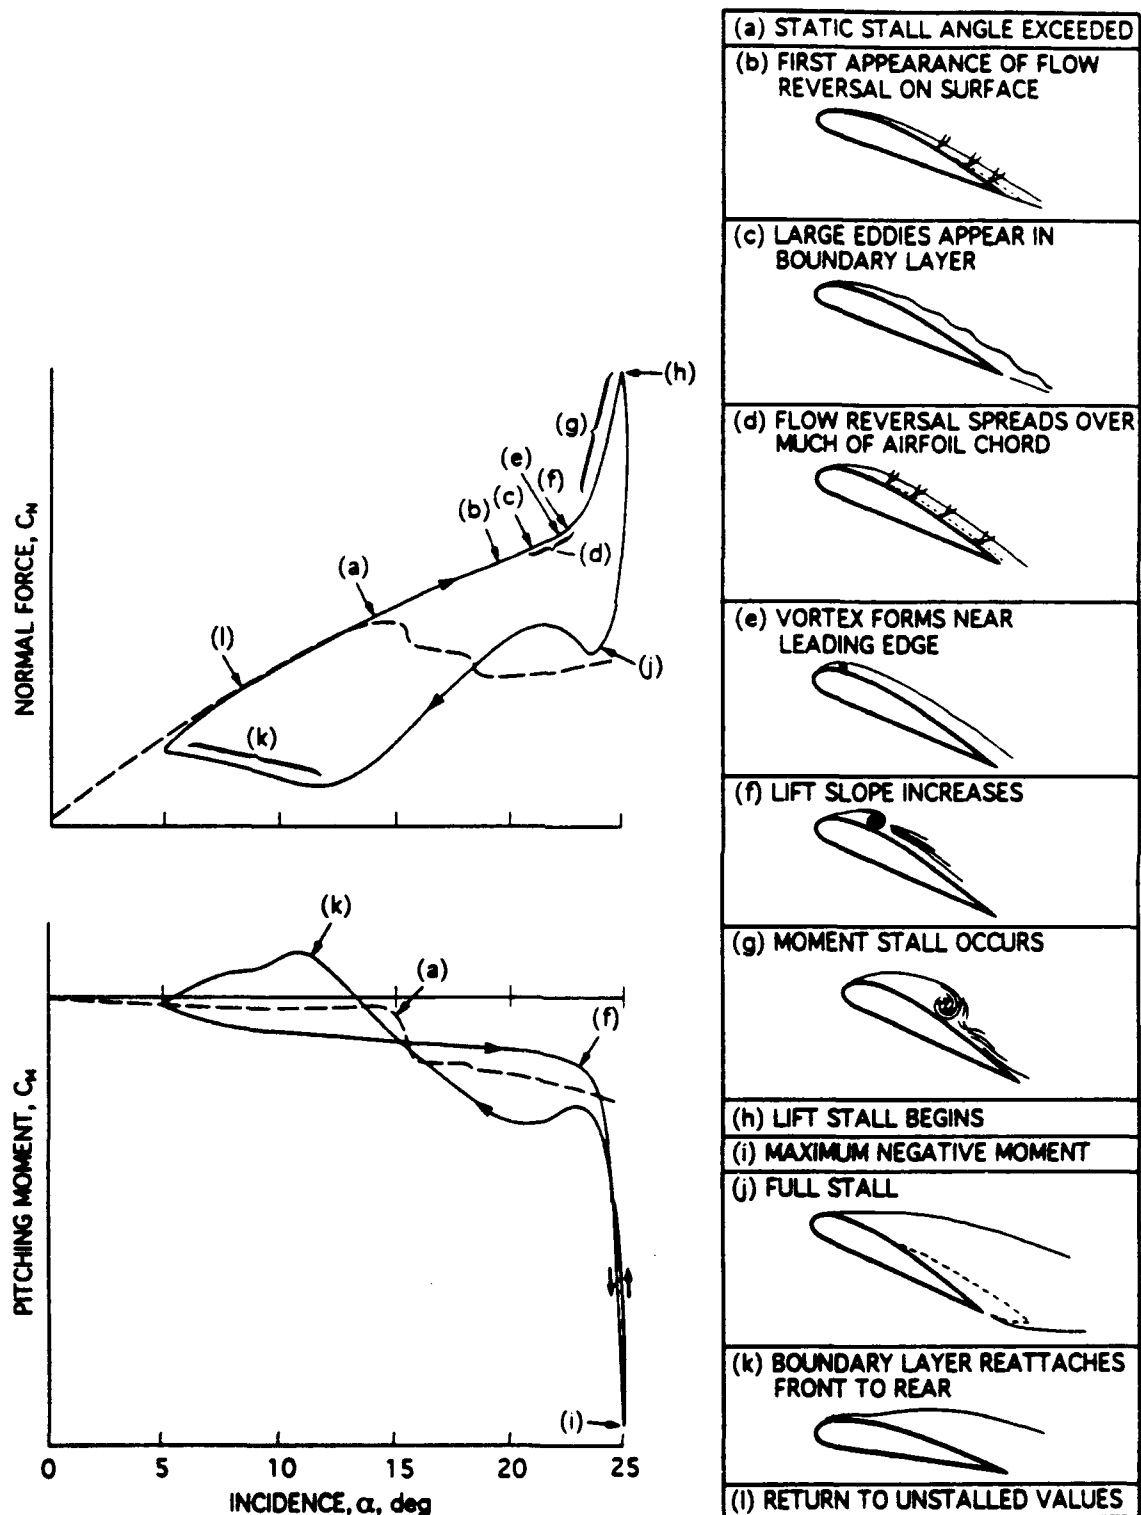 (a) STATIC STALL ANGLE EXCEEDED
(b) FIRST APPEARANCE OF FLOW
REVERSAL ON SURFACE
(c) LARGE EDDIES APPEAR IN
BOUNDARY LAYER
(d) FLOW REVERSAL SPREADS OVER
MUCH OF AIRFOIL CHORD
(e) VORTEX FORMS NEAR
LEADING EDGE
(f) LIFT SLOPE INCREASES
(g) MOMENT STALL OCCURS
(h) LIFT STALL BEGINS
(i) MAXIMUM NEGATIVE MOMENT
(j) FULL STALL
(k) BOUNDARY LAYER REATTACHES
FRONT TO REAR
(l) RETURN TO UNSTALLED VALUES
NORMAL FORCE, CN
(h)
(g)
(e)
(f)
(c)
(b)
(d)
(a)
(l)
(j)
(k)
PITCHING MOMENT, CM
(k)
(a)
(f)
(i)
0 5 10 15 20 25
INCIDENCE, α, deg